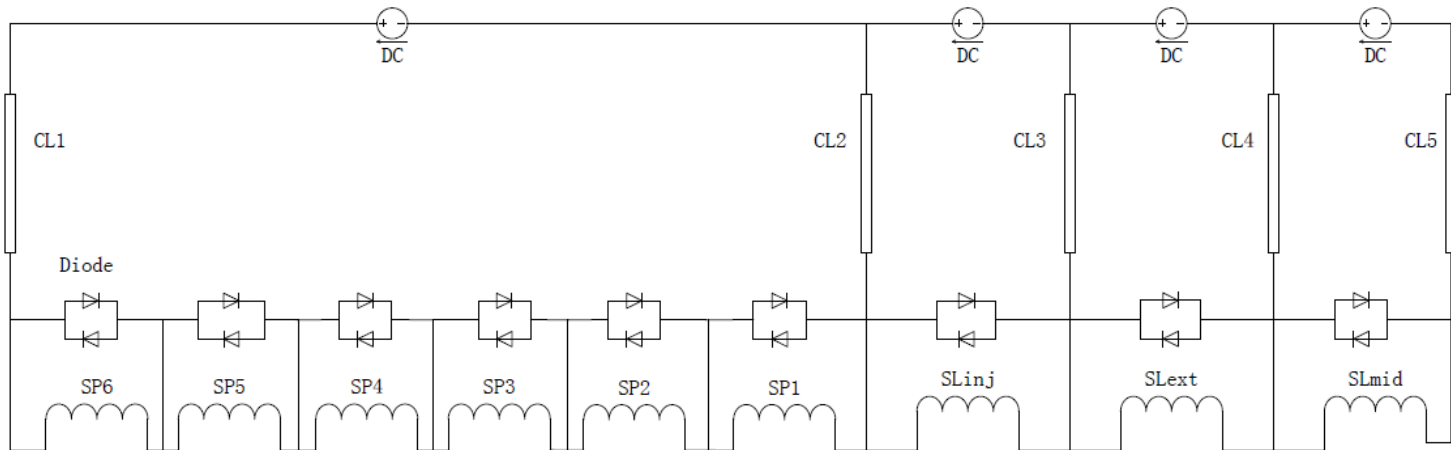 DC DC DC DC
CL1 CL2 CL3 CL4 CL5
Diode
SP6 SP5 SP4 SP3 SP2 SP1 SLinj SLext SLmid